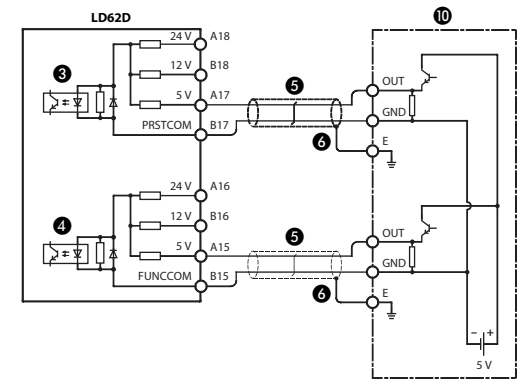 LD62D
❿
24 V A18
❸
12 V B18
5 V A17
❺
OUT
PRSTCOM B17
GND
❻
E
24 V A16
12 V B16
❹
❺
OUT
5 V A15
GND
FUNCCOM B15
❻
E
− +
5 V